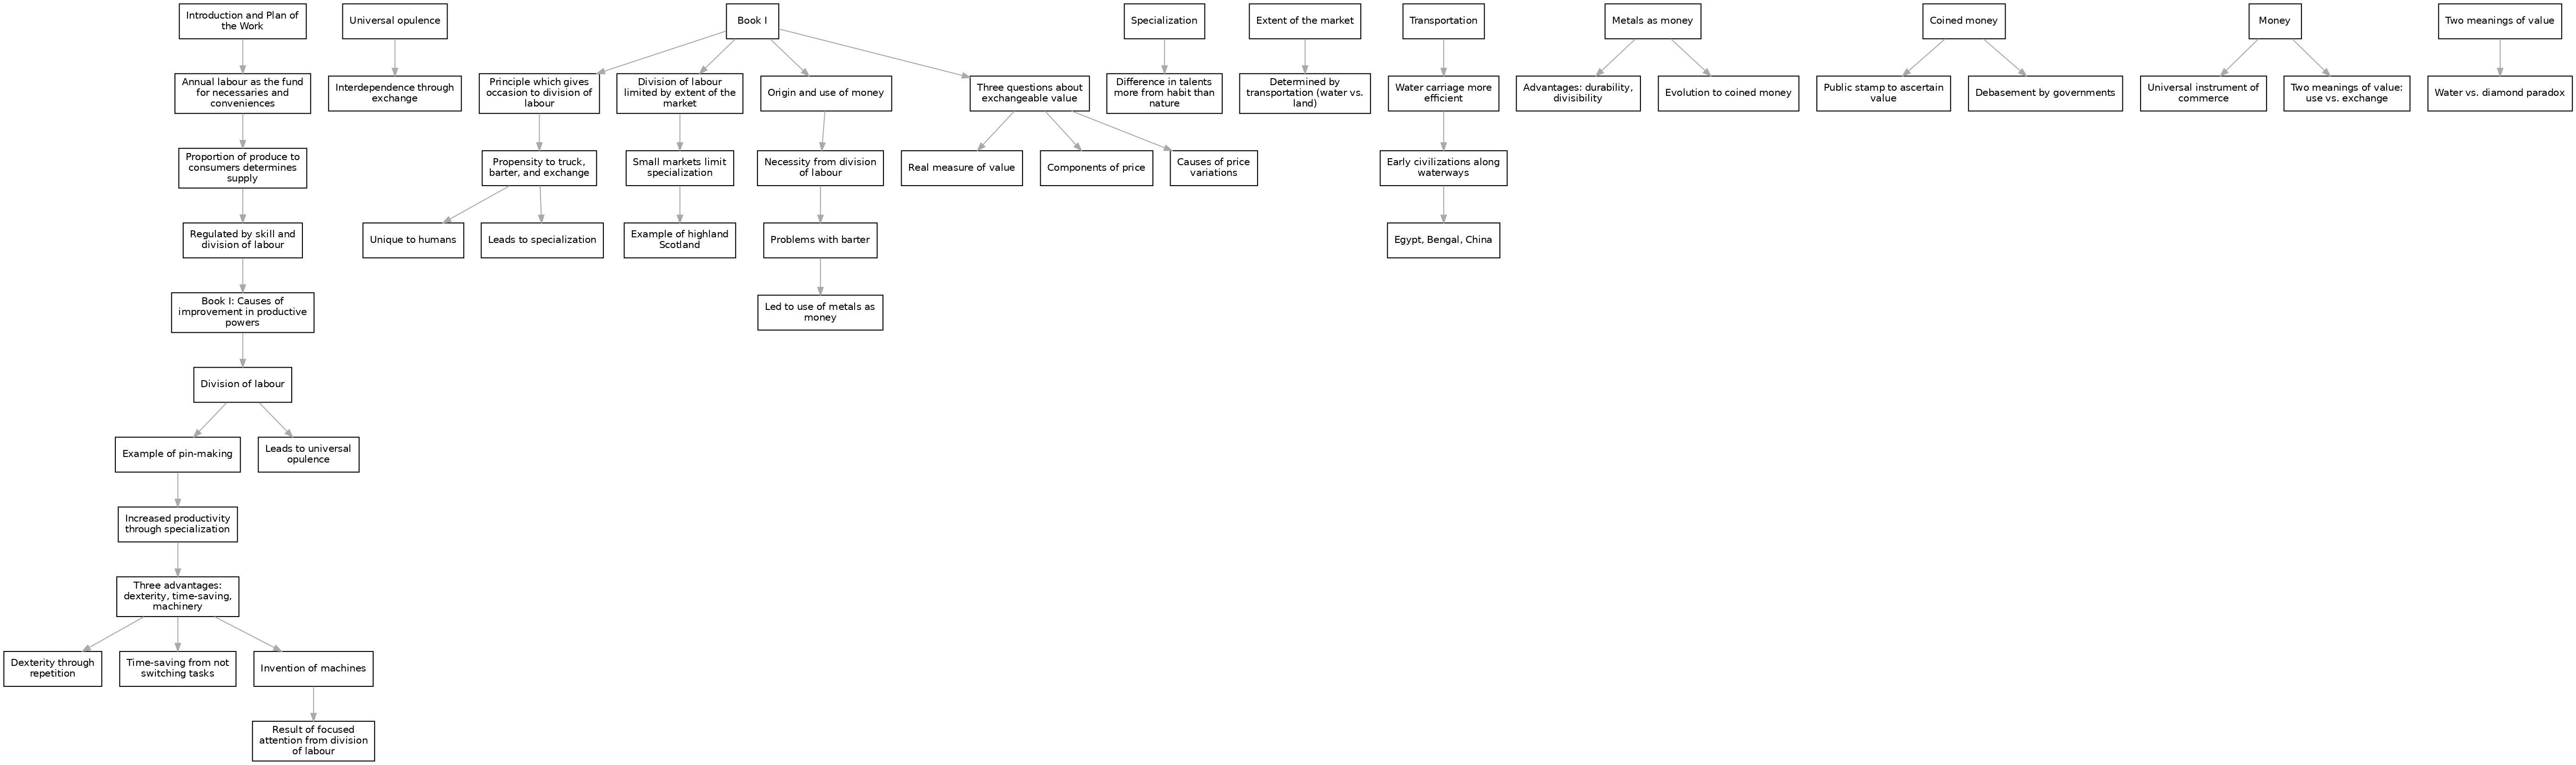 Introduction and Plan of
the Work
Universal opulence
Book I
Specialization
Extent of the market
Transportation
Metals as money
Coined money
Money
Two meanings of value
Annual labour as the fund
for necessaries and
conveniences
Interdependence through
exchange
Principle which gives
occasion to division of
labour
Division of labour
limited by extent of the
market
Origin and use of money
Three questions about
exchangeable value
Difference in talents
more from habit than
nature
Determined by
transportation (water vs.
land)
Water carriage more
efficient
Advantages: durability,
divisibility
Evolution to coined money
Public stamp to ascertain
value
Debasement by governments
Universal instrument of
commerce
Two meanings of value:
use vs. exchange
Water vs. diamond paradox
Proportion of produce to
consumers determines
supply
Propensity to truck,
barter, and exchange
Small markets limit
specialization
Necessity from division
of labour
Real measure of value
Components of price
Causes of price
variations
Early civilizations along
waterways
Regulated by skill and
division of labour
Unique to humans
Leads to specialization
Example of highland
Scotland
Problems with barter
Egypt, Bengal, China
Book I: Causes of
improvement in productive
powers
Led to use of metals as
money
Division of labour
Example of pin-making
Leads to universal
opulence
Increased productivity
through specialization
Three advantages:
dexterity, time-saving,
machinery
Dexterity through
repetition
Time-saving from not
switching tasks
Invention of machines
Result of focused
attention from division
of labour